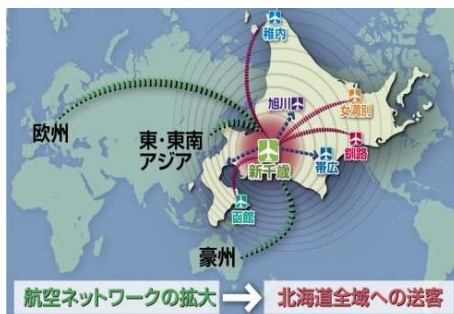 稚内
旭川
女満別
欧州
東・東南
アジア
新千歳
帯広
釧路
函館
豪州
航空ネットワークの拡大
北海道全域への送客